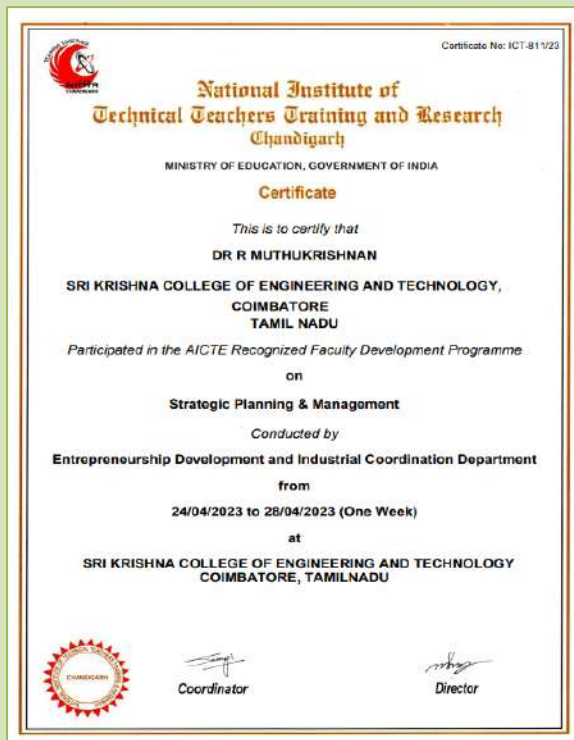 Certificate No: ICT-811/23
National Institute of
Technical Teachers Training and Research
Chandigarh
MINISTRY OF EDUCATION, GOVERNMENT OF INDIA
Certificate
This is to certify that
DR R MUTHUKRISHNAN
SRI KRISHNA COLLEGE OF ENGINEERING AND TECHNOLOGY,
COIMBATORE
TAMIL NADU
Participated in the AICTE Recognized Faculty Development Programme
on
Strategic Planning & Management
Conducted by
Entrepreneurship Development and Industrial Coordination Department
from
24/04/2023 to 28/04/2023 (One Week)
at
SRI KRISHNA COLLEGE OF ENGINEERING AND TECHNOLOGY
COIMBATORE, TAMILNADU
CHANDIGARH
Coordinator
Director